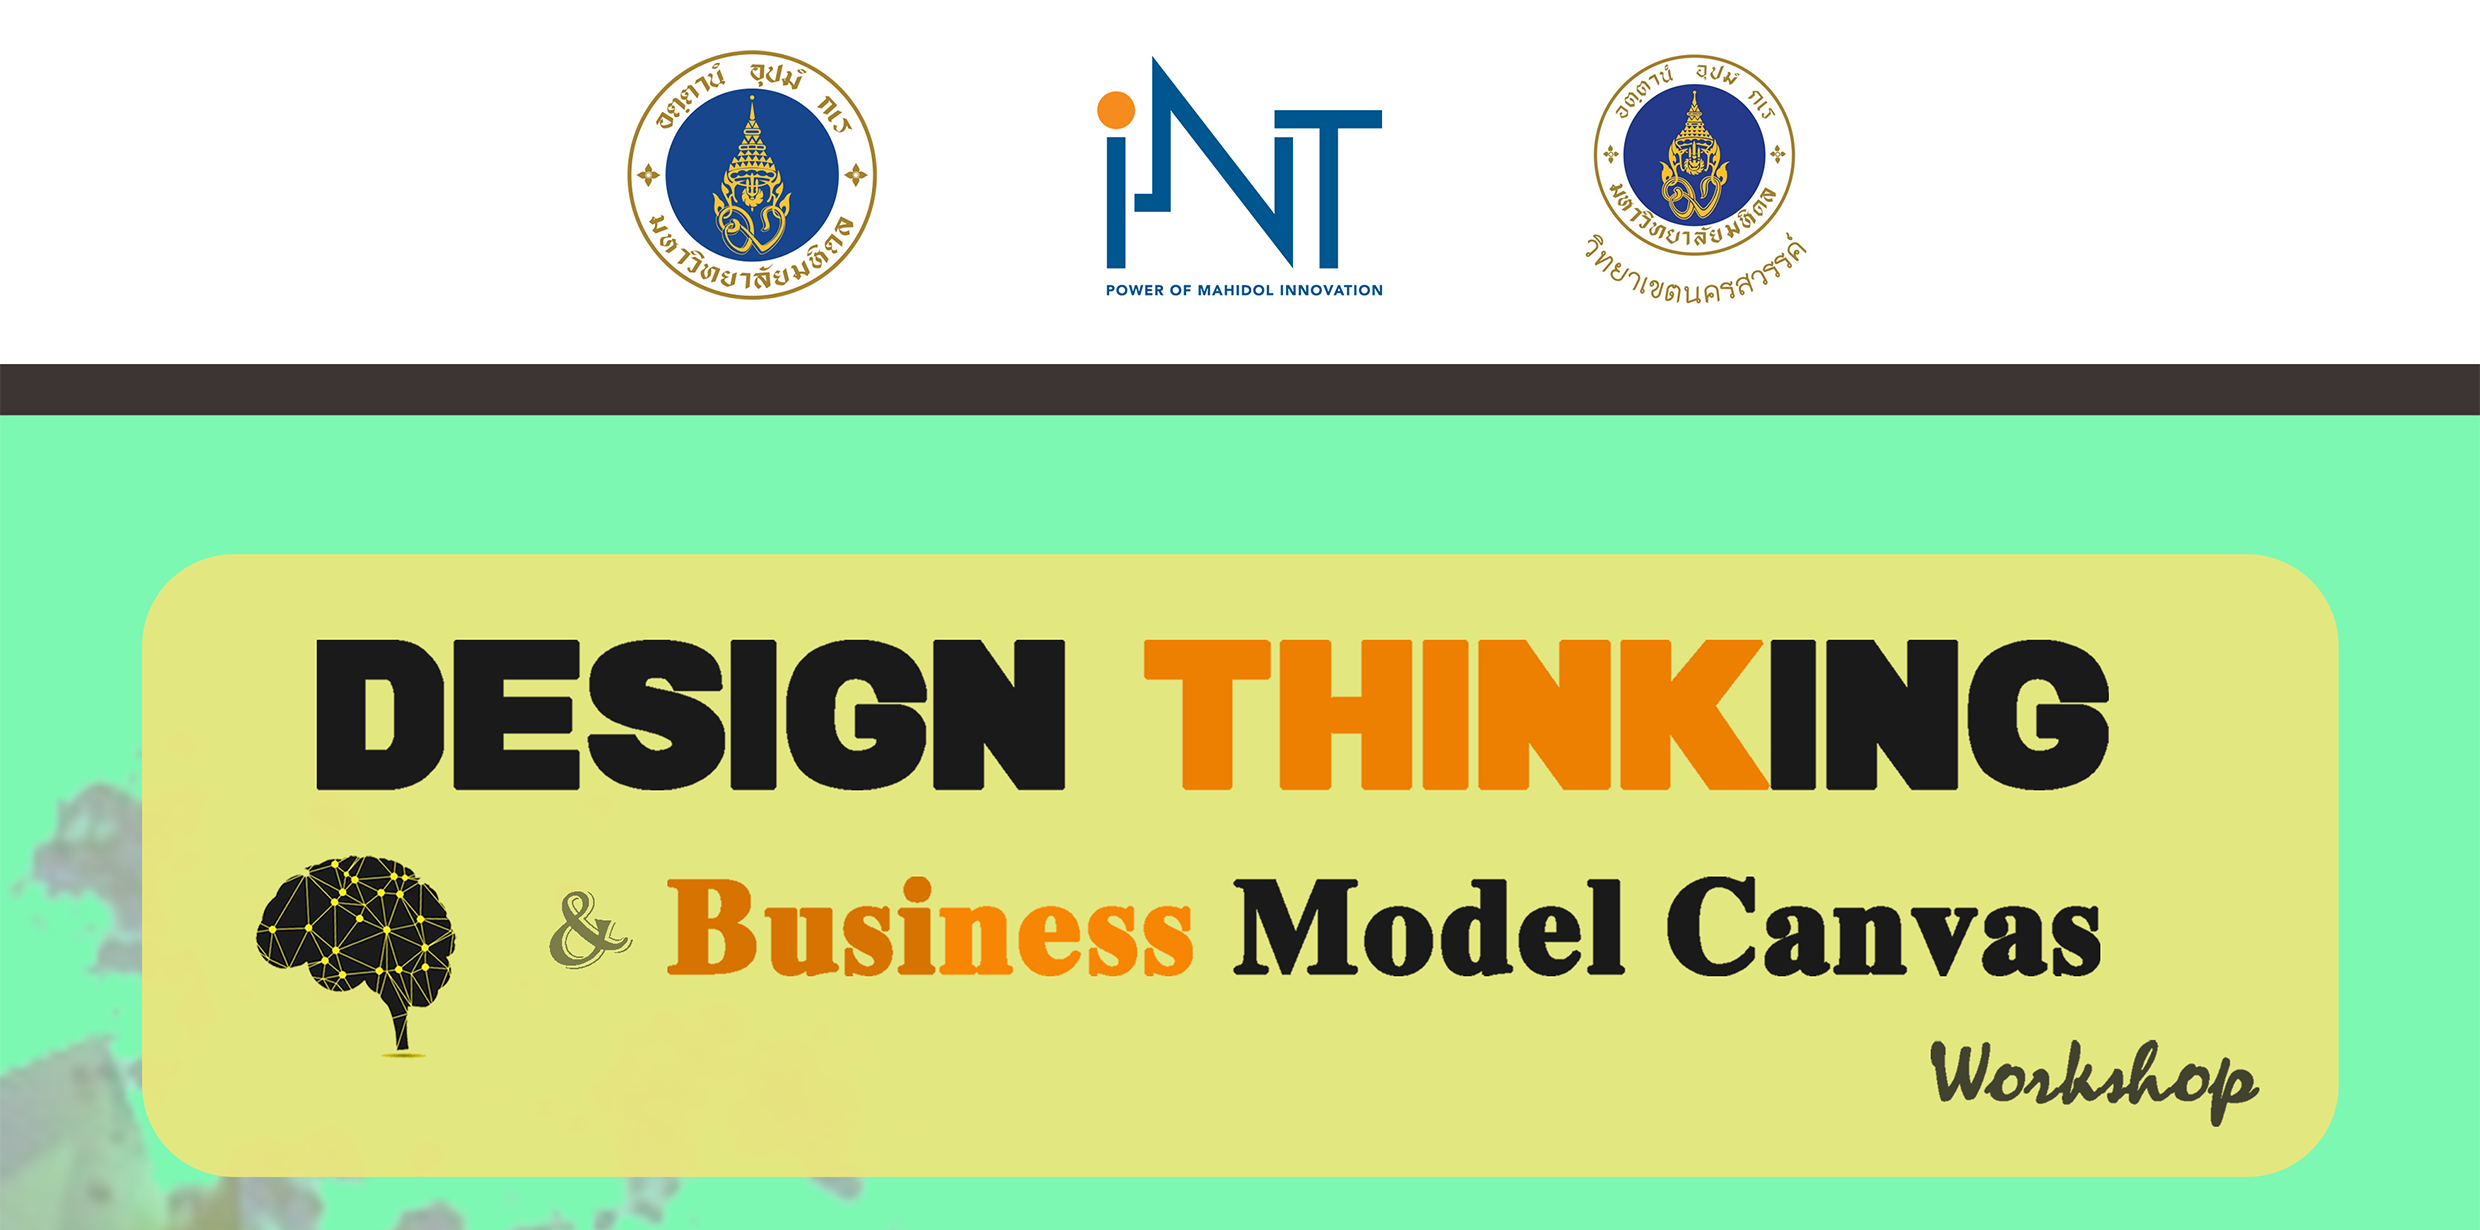 อตฺตานํ อุปมํ กเร
มหาวิทยาลัยมหิดล
iNT
POWER OF MAHIDOL INNOVATION
อตฺตานํ อุปมํ กเร
มหาวิทยาลัยมหิดล
วิทยาเขตนครสวรรค์
DESIGN THINKING
& Business Model Canvas
Workshop